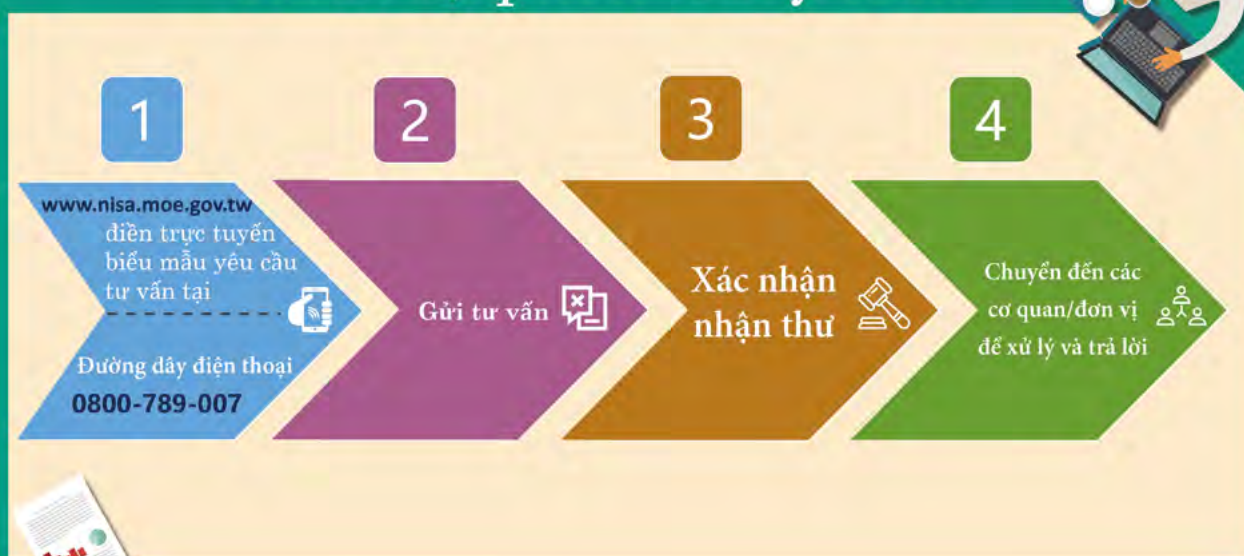 1
www.nisa.moe.gov.tw
điền trực tuyến
biểu mẫu yêu cầu
tư vấn tại
Đường dây điện thoại
0800-789-007
2
Gửi tư vấn
3
Xác nhận
nhận thư
4
Chuyển đến các
cơ quan/đơn vị
để xử lý và trả lời